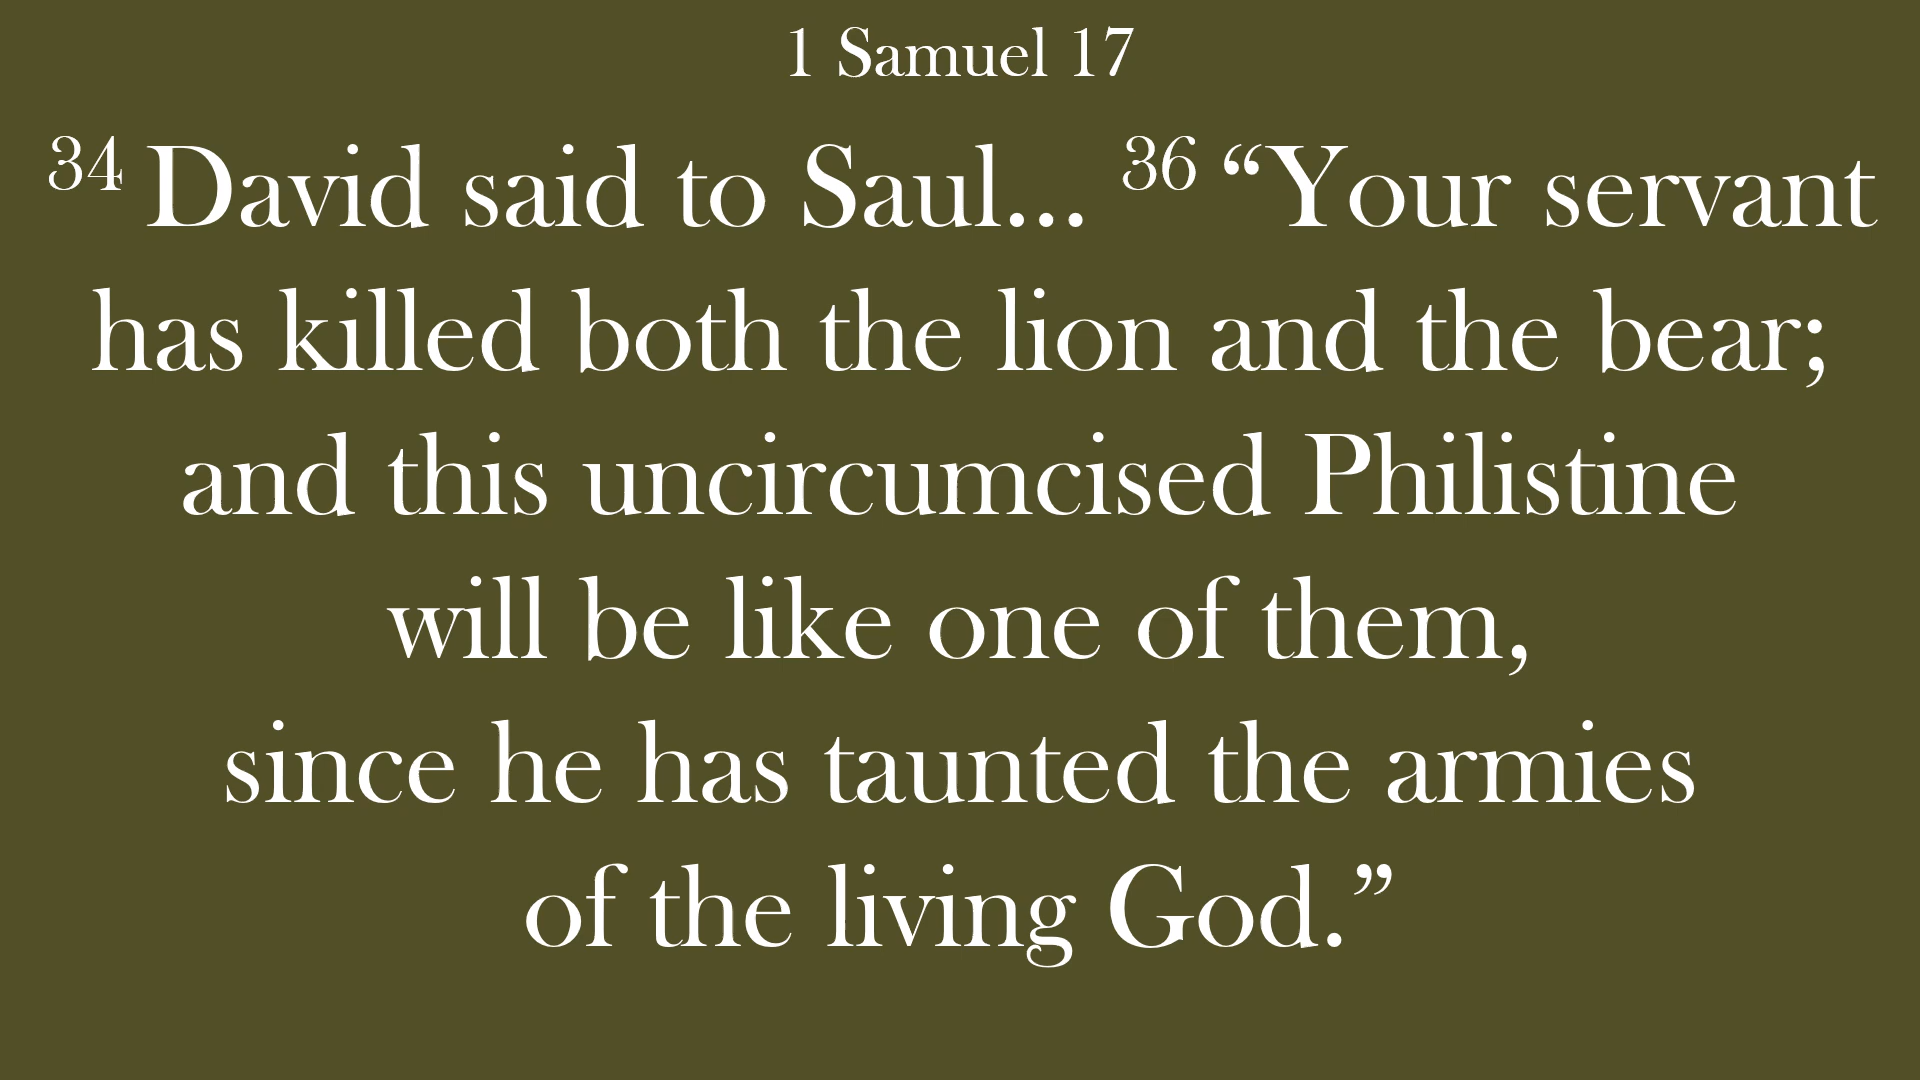 1 Samuel 17
34 David said to Saul... 36 “Your servant
has killed both the lion and the bear;
and this uncircumcised Philistine
will be like one of them,
since he has taunted the armies
of the living God.”